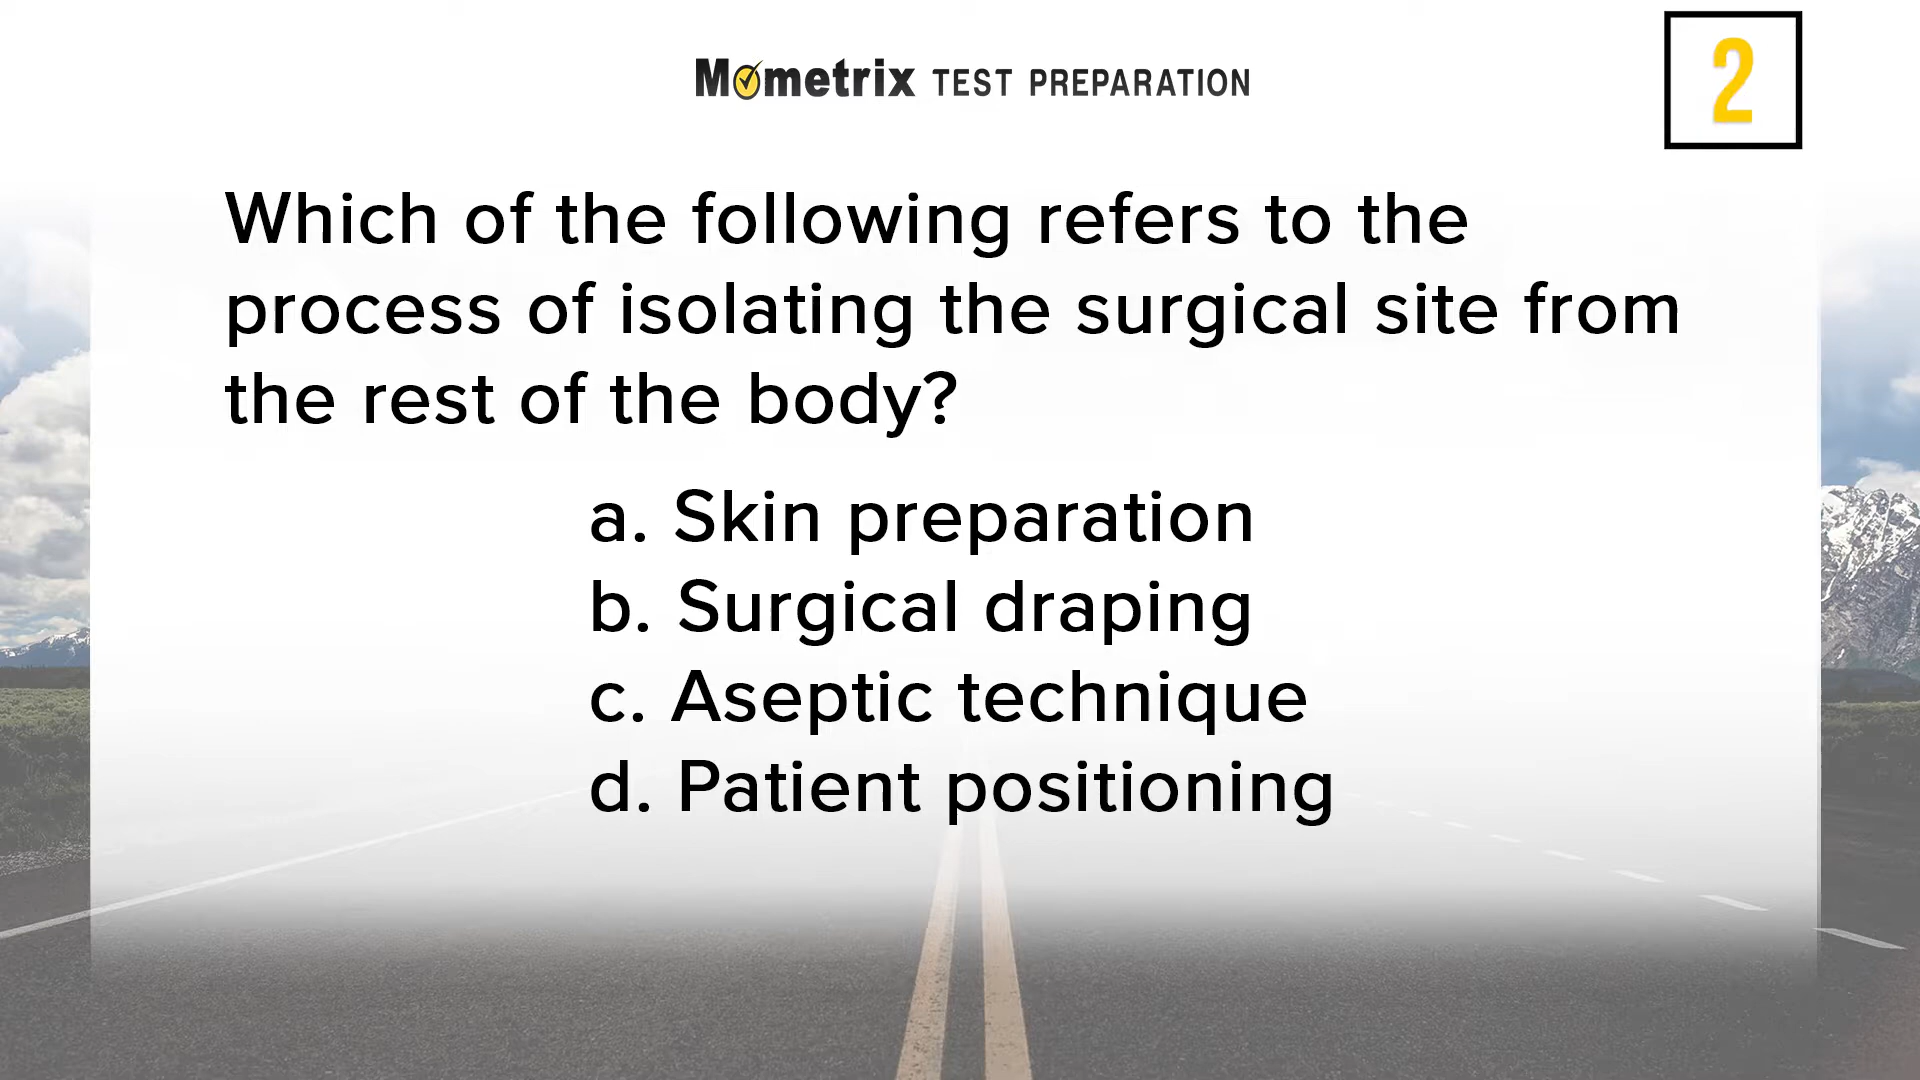 Mometrix TEST PREPARATION
2
Which of the following refers to the
process of isolating the surgical site from
the rest of the body?
a. Skin preparation
b. Surgical draping
c. Aseptic technique
d. Patient positioning